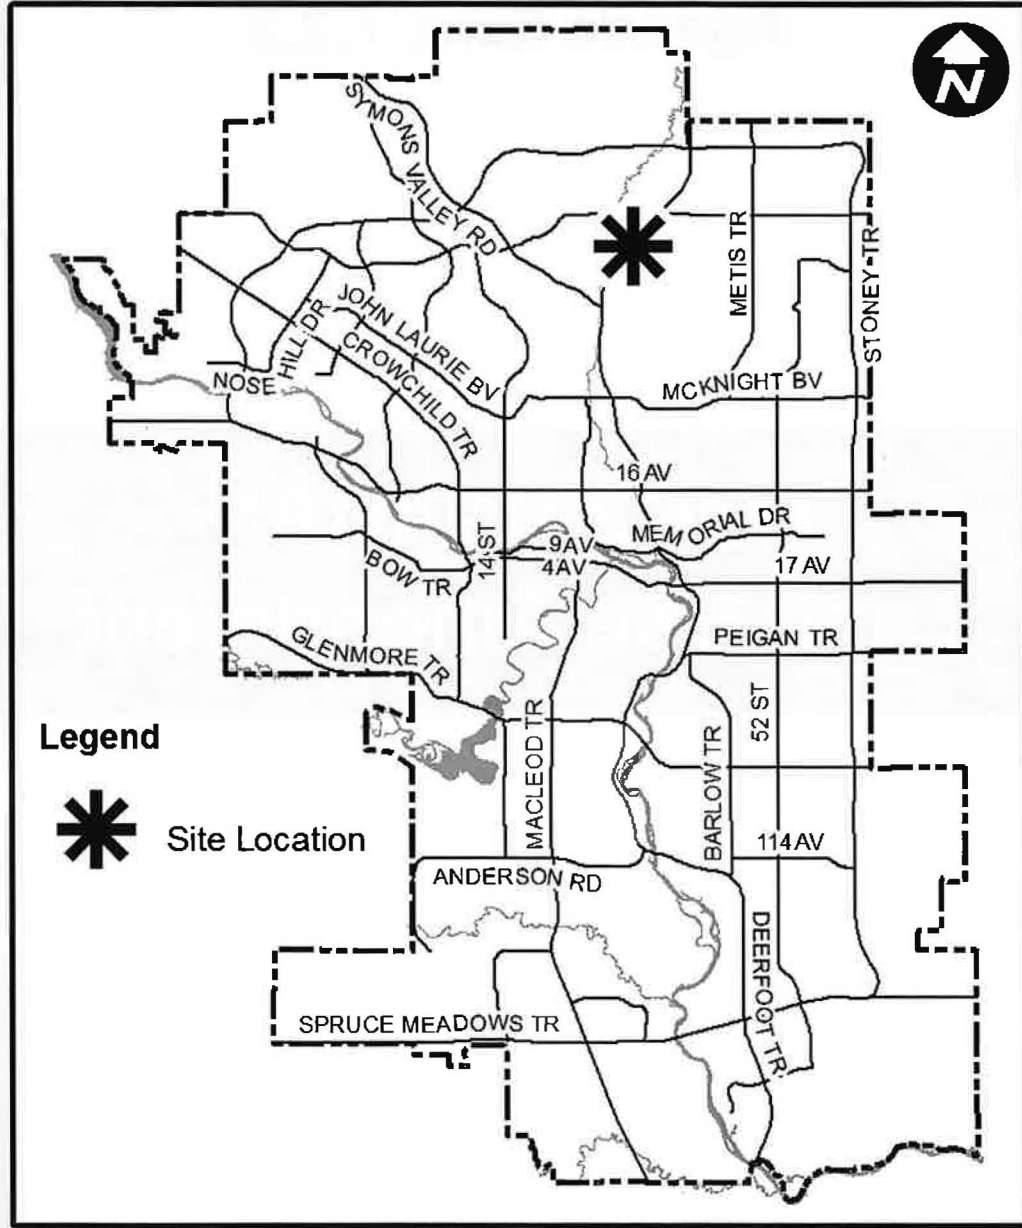 N
SYMONS VALLEY RD
METIS TR
STONEY TR
JOHN LAURIE BV
HILL DR
CROWCHILD TR
NOSE
MCKNIGHT BV
16 AV
MEMORIAL DR
14 ST
9 AV
4 AV
17 AV
BOW TR
PEIGAN TR
GLENMORE TR
52 ST
Legend
MACLEOD TR
BARLOW TR
Site Location
114 AV
ANDERSON RD
DEERFOOT TR
SPRUCE MEADOWS TR